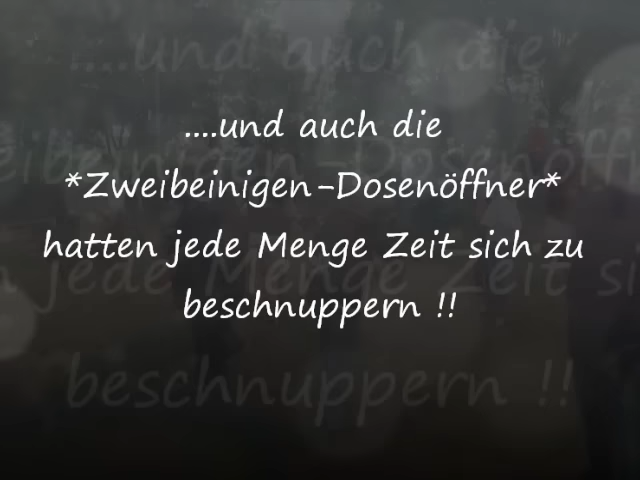 ....und auch die
*Zweibeinigen-Dosenöffner*
hatten jede Menge Zeit sich zu
beschnuppern !!